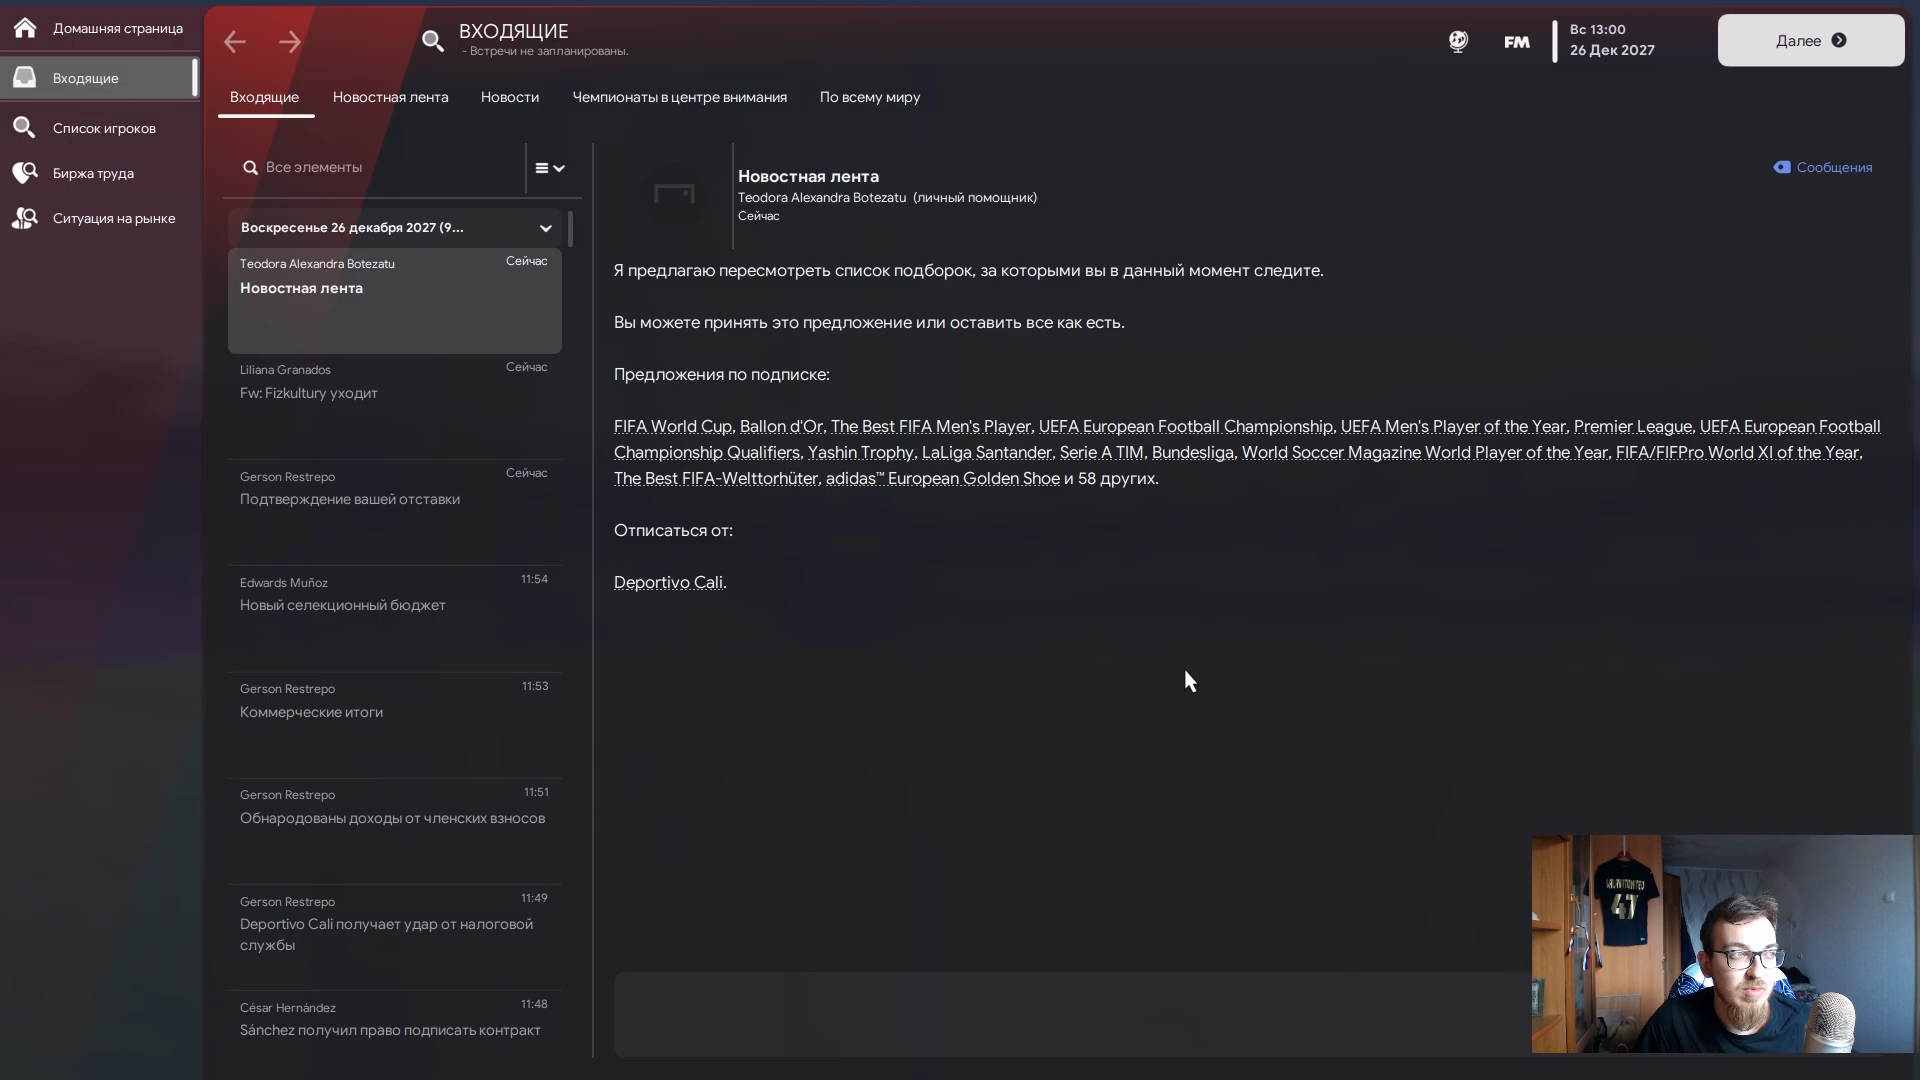 Домашняя страница
Входящие
Список игроков
Биржа труда
Ситуация на рынке
ВХОДЯЩИЕ
- Встречи не запланированы.
FM
Вс 13:00
26 Дек 2027
Далее
Входящие
Новостная лента
Новости
Чемпионаты в центре внимания
По всему миру
Все элементы
Воскресенье 26 декабря 2027 (9...
Teodora Alexandra Botezatu
Сейчас
Новостная лента
Liliana Granados
Сейчас
Fw: Fizkultury уходит
Gerson Restrepo
Сейчас
Подтверждение вашей отставки
Edwards Muñoz
11:54
Новый селекционный бюджет
Gerson Restrepo
11:53
Коммерческие итоги
Gerson Restrepo
11:51
Обнародованы доходы от членских взносов
Gerson Restrepo
11:49
Deportivo Cali получает удар от налоговой
службы
César Hernández
11:48
Sánchez получил право подписать контракт
Новостная лента
Teodora Alexandra Botezatu (личный помощник)
Сейчас
Сообщения
Я предлагаю пересмотреть список подборок, за которыми вы в данный момент следите.
Вы можете принять это предложение или оставить все как есть.
Предложения по подписке:
FIFA World Cup, Ballon d'Or, The Best FIFA Men's Player, UEFA European Football Championship, UEFA Men's Player of the Year, Premier League, UEFA European Football
Championship Qualifiers, Yashin Trophy, LaLiga Santander, Serie A TIM, Bundesliga, World Soccer Magazine World Player of the Year, FIFA/FIFPro World XI of the Year,
The Best FIFA-Welttorhüter, adidas™ European Golden Shoe и 58 других.
Отписаться от:
Deportivo Cali.
47